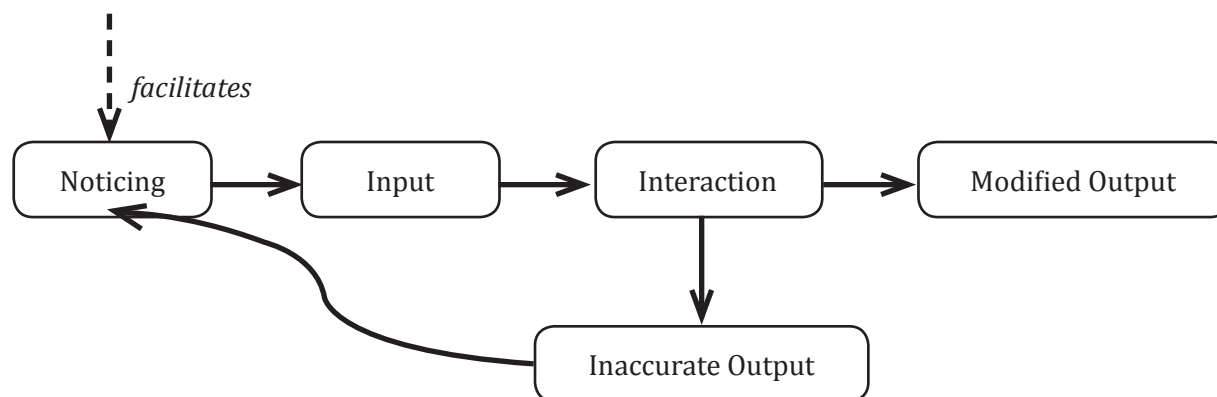 facilitates
Noticing
Input
Interaction
Modified Output
Inaccurate Output